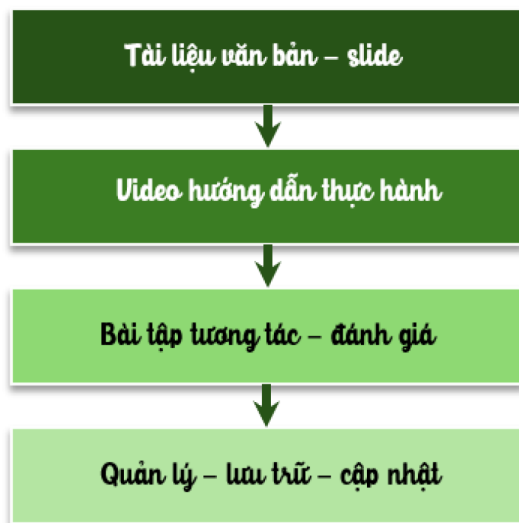 Tài liệu văn bản – slide
Video hướng dẫn thực hành
Bài tập tương tác – đánh giá
Quản lý – lưu trữ – cập nhật